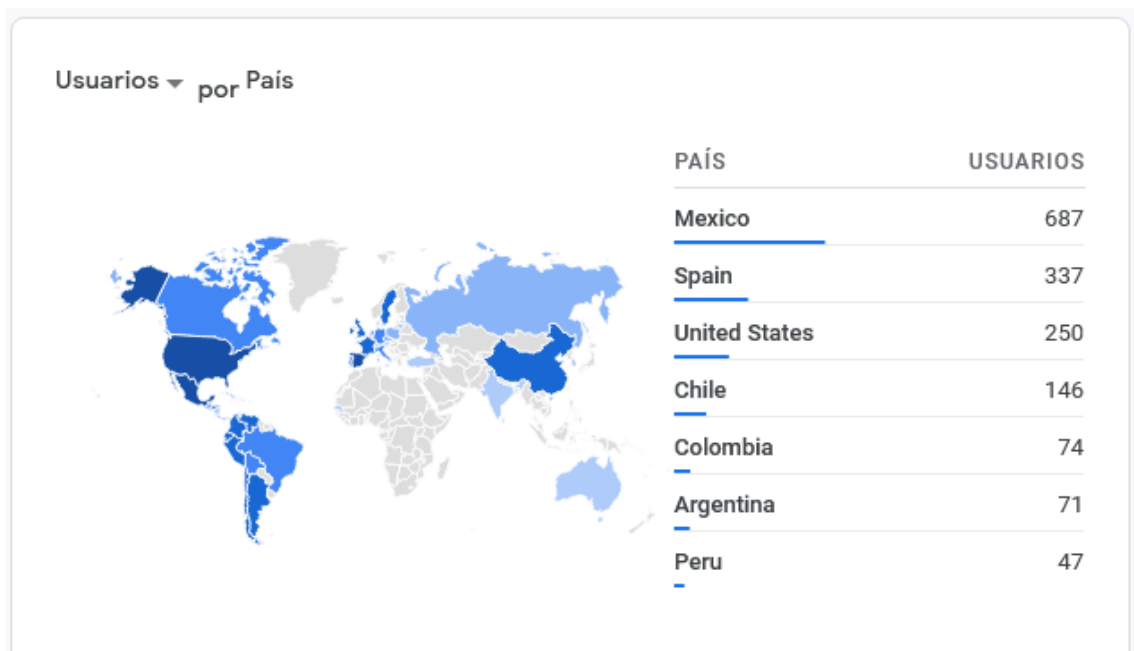 Usuarios por País
PAÍS USUARIOS
Mexico 687
Spain 337
United States 250
Chile 146
Colombia 74
Argentina 71
Peru 47